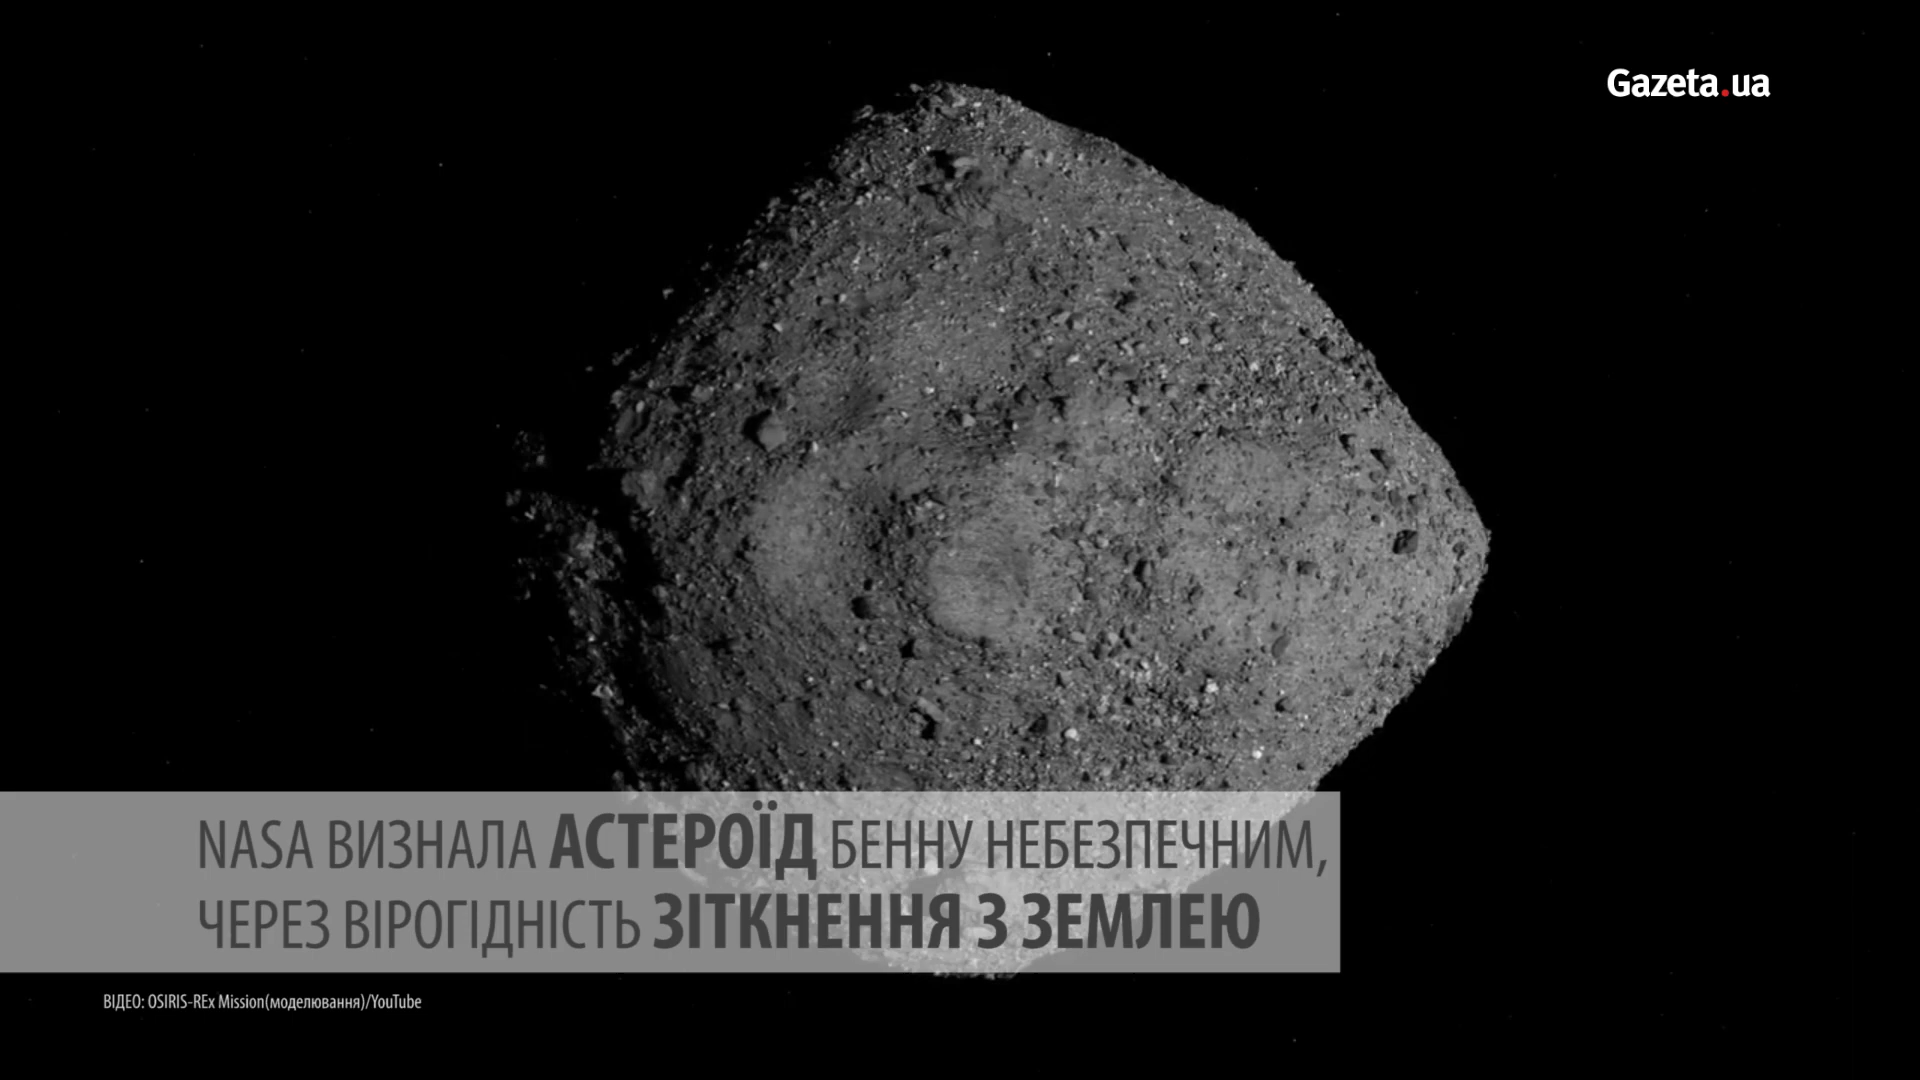 Gazeta.ua
NASA ВИЗНАЛА АСТЕРОЇД БЕННУ НЕБЕЗПЕЧНИМ,
ЧЕРЕЗ ВІРОГІДНІСТЬ ЗІТКНЕННЯ З ЗЕМЛЕЮ
ВІДЕО: OSIRIS-REx Mission(моделювання)/YouTube